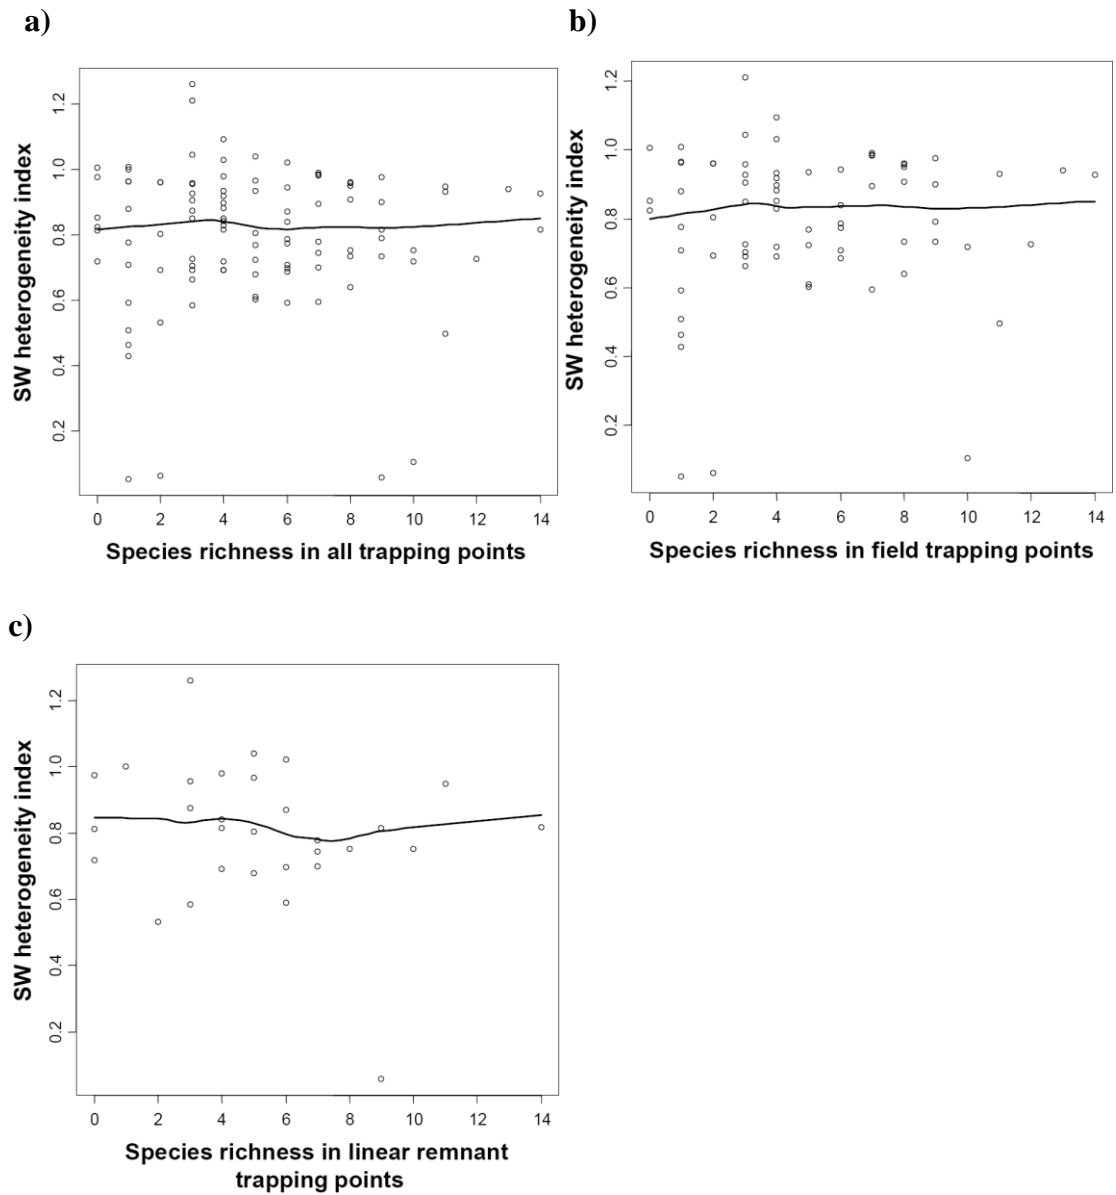 a)
SW heterogeneity index
1.2
1.0
0.8
0.6
0.4
0.2
0 2 4 6 8 10 12 14
Species richness in all trapping points
b)
SW heterogeneity index
1.2
1.0
0.8
0.6
0.4
0.2
0 2 4 6 8 10 12 14
Species richness in field trapping points
c)
SW heterogeneity index
1.2
1.0
0.8
0.6
0.4
0.2
0 2 4 6 8 10 12 14
Species richness in linear remnant
trapping points